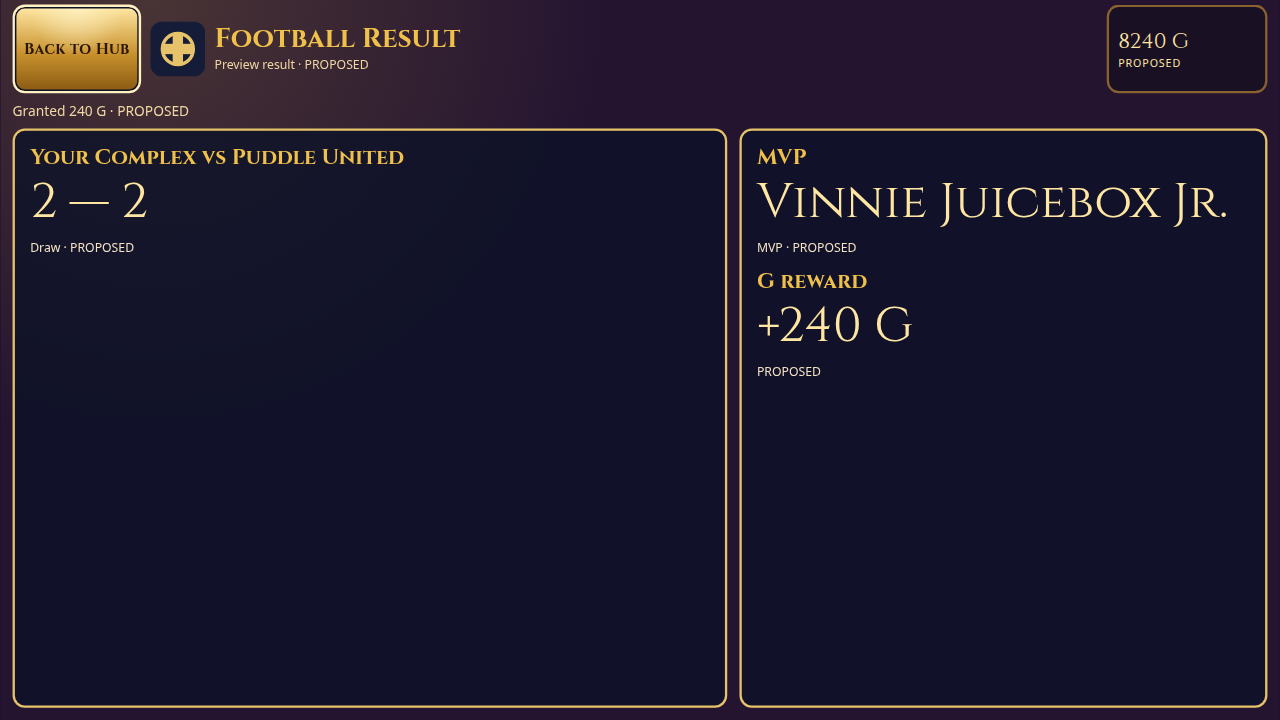 Back to Hub
Football Result
Preview result · PROPOSED
8240 G
PROPOSED
Granted 240 G · PROPOSED
Your Complex vs Puddle United
2 — 2
Draw · PROPOSED
MVP
Vinnie Juicebox Jr.
MVP · PROPOSED
G reward
+240 G
PROPOSED